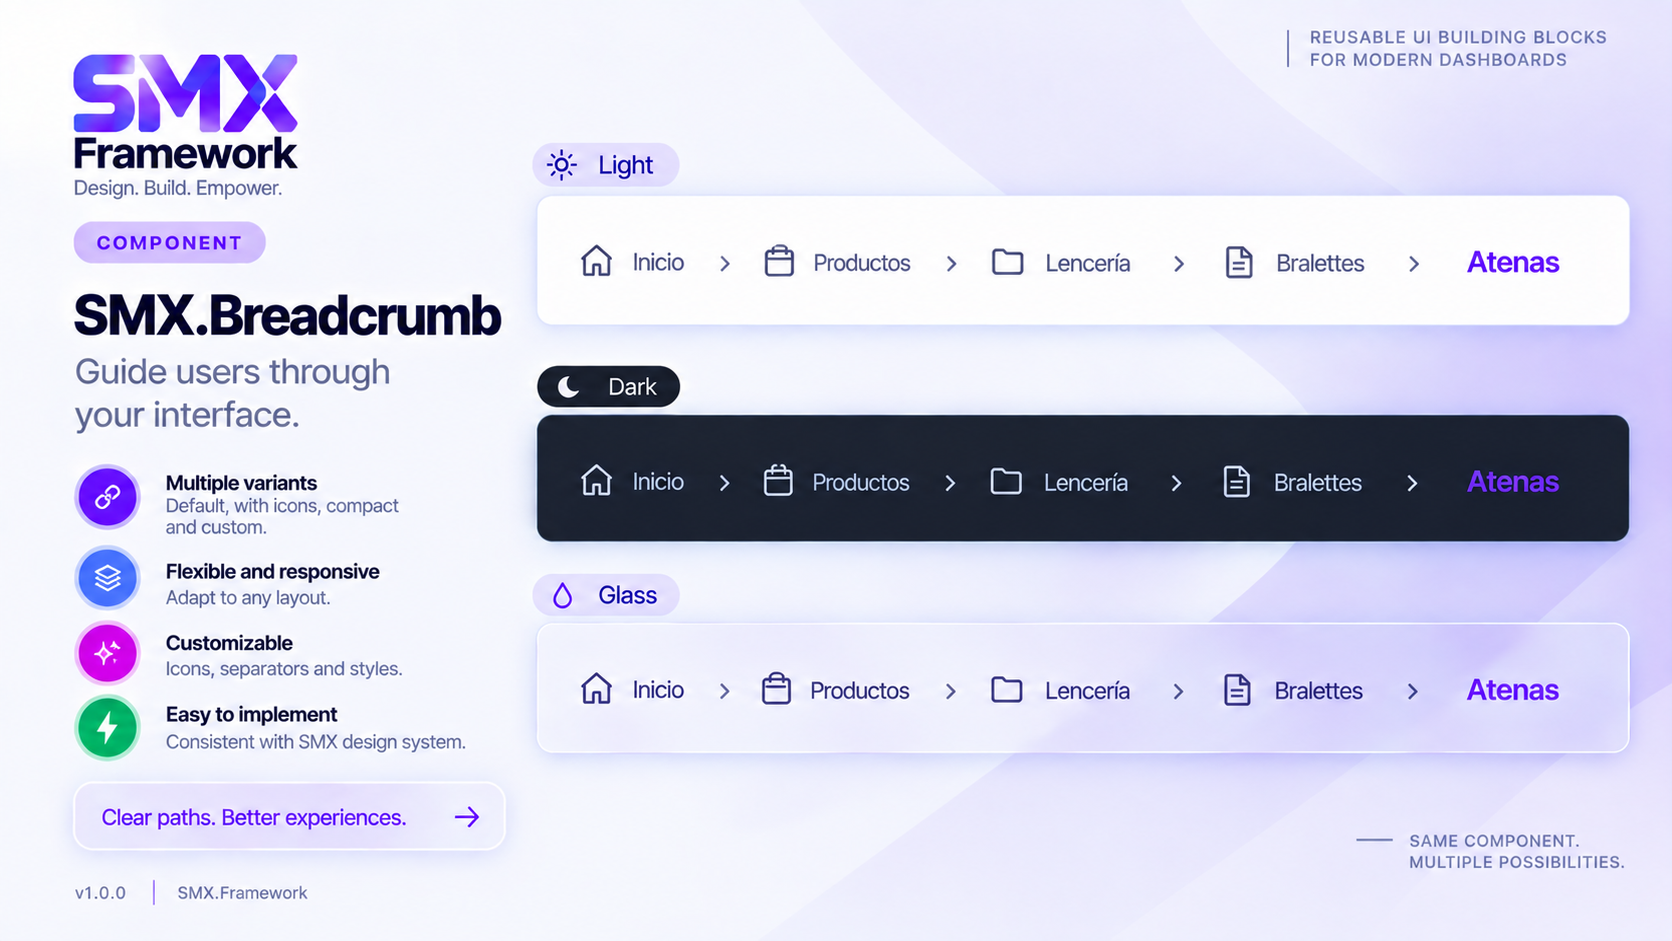 SMX
Framework
Design. Build. Empower.
COMPONENT
SMX.Breadcrumb
Guide users through
your interface.
Multiple variants
Default, with icons, compact
and custom.
Flexible and responsive
Adapt to any layout.
Customizable
Icons, separators and styles.
Easy to implement
Consistent with SMX design system.
Clear paths. Better experiences.
v1.0.0
SMX.Framework
REUSABLE UI BUILDING BLOCKS
FOR MODERN DASHBOARDS
Light
Inicio Productos Lencería Bralettes Atenas
Dark
Inicio Productos Lencería Bralettes Atenas
Glass
Inicio Productos Lencería Bralettes Atenas
SAME COMPONENT.
MULTIPLE POSSIBILITIES.